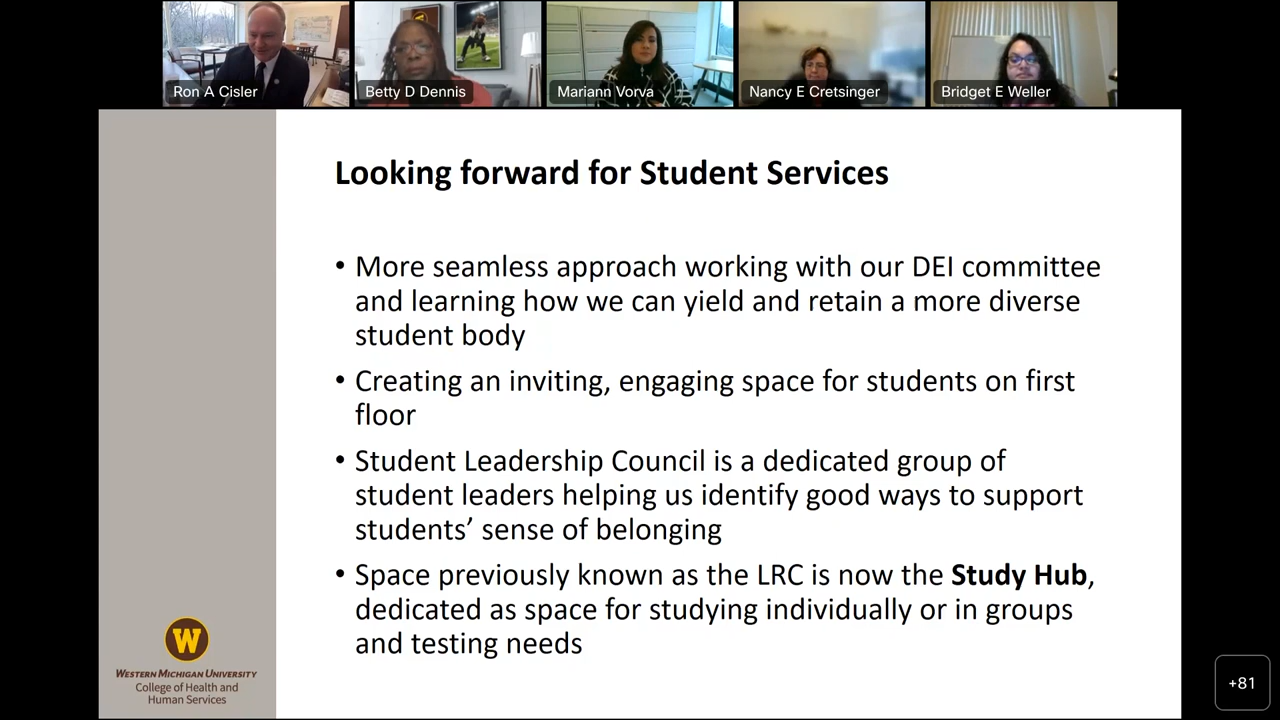 Ron A Cisler
Betty D Dennis
Mariann Vorva
Nancy E Cretsinger
Bridget E Weller
Looking forward for Student Services
• More seamless approach working with our DEI committee
and learning how we can yield and retain a more diverse
student body
• Creating an inviting, engaging space for students on first
floor
• Student Leadership Council is a dedicated group of
student leaders helping us identify good ways to support
students’ sense of belonging
• Space previously known as the LRC is now the Study Hub,
dedicated as space for studying individually or in groups
and testing needs
W
WESTERN MICHIGAN UNIVERSITY
College of Health and
Human Services
+81